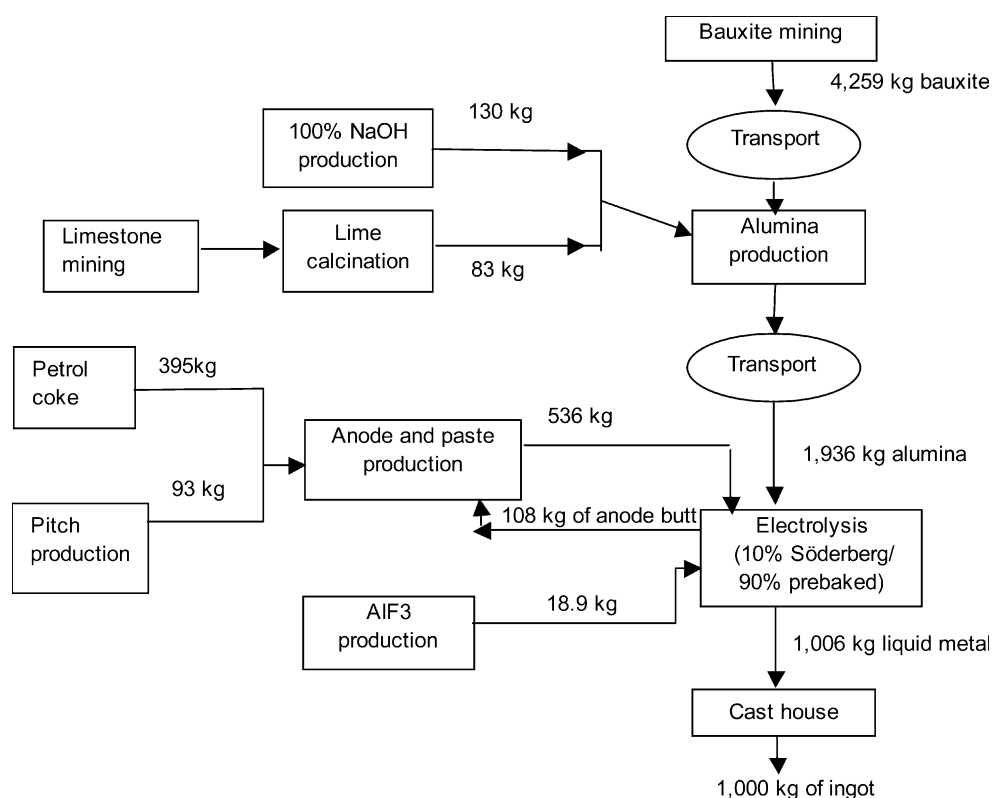 Bauxite mining
4,259 kg bauxite
Transport
130 kg
100% NaOH
production
Limestone
mining
Lime
calcination
83 kg
Alumina
production
Transport
Petrol
coke
395kg
Anode and paste
production
536 kg
1,936 kg alumina
93 kg
Pitch
production
108 kg of anode butt
Electrolysis
(10% Söderberg/
90% prebaked)
AlF3
production
18.9 kg
1,006 kg liquid metal
Cast house
1,000 kg of ingot